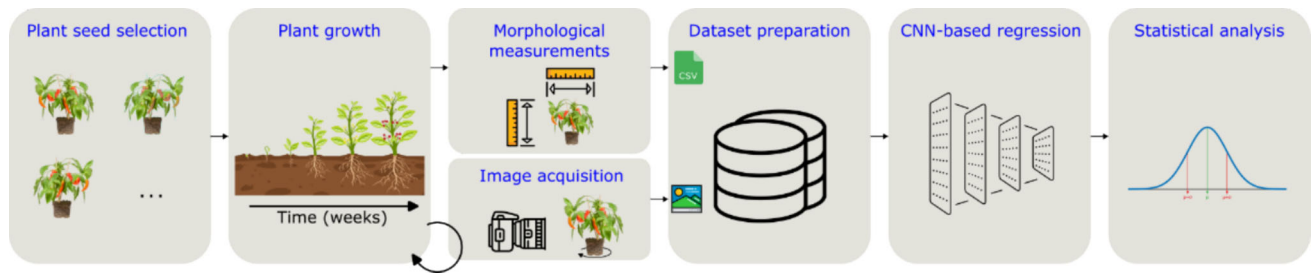 Plant seed selection
...
Plant growth
Time (weeks)
Morphological
measurements
Image acquisition
Dataset preparation
CSV
CNN-based regression
Statistical analysis